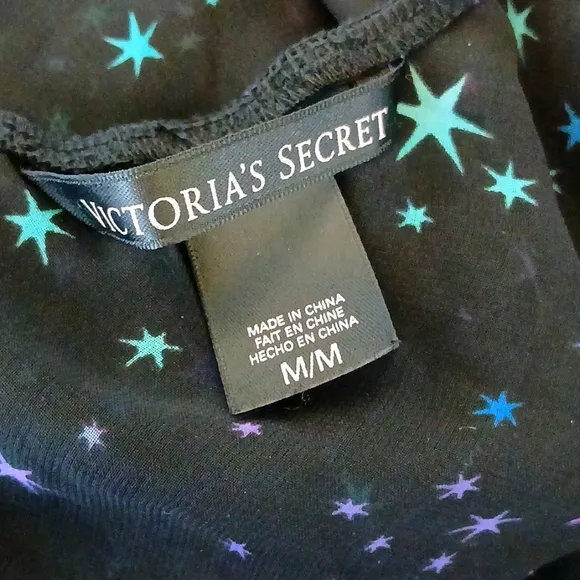 VICTORIA'S SECRET
MADE IN CHINA
FAIT EN CHINE
HECHO EN CHINA
M/M